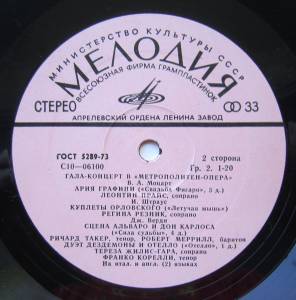 МИНИСТЕРСТВО КУЛЬТУРЫ СССР
МЕЛОДИЯ
ВСЕСОЮЗНАЯ ФИРМА ГРАМПЛАСТИНОК
СТЕРЕО
33
АПРЕЛЕВСКИЙ ОРДЕНА ЛЕНИНА ЗАВОД
ГОСТ 5289-73
2 сторона
С10—06100
Гр. 2. 1-20
ГАЛА-КОНЦЕРТ В «МЕТРОПОЛИТЕН-ОПЕРА»
В. А. Моцарт
АРИЯ ГРАФИНИ («Свадьба Фигаро», 3 д.)
ЛЕОНТИН ПРАЙС, сопрано
И. Штраус
КУПЛЕТЫ ОРЛОВСКОГО («Летучая мышь»)
РЕГИНА РЕЗНИК, сопрано
Дж. Верди
СЦЕНА АЛЬВАРО И ДОН КАРЛОСА
(«Сила судьбы», 4 д.)
РИЧАРД ТАКЕР, тенор, РОБЕРТ МЕРРИЛЛ, баритон
ДУЭТ ДЕЗДЕМОНЫ И ОТЕЛЛО («Отелло», 1 д.)
ТЕРЕЗА ЖИЛИС-ГАРА, сопрано
ФРАНКО КОРЕЛЛИ, тенор
На итал. и англ. (2) языках